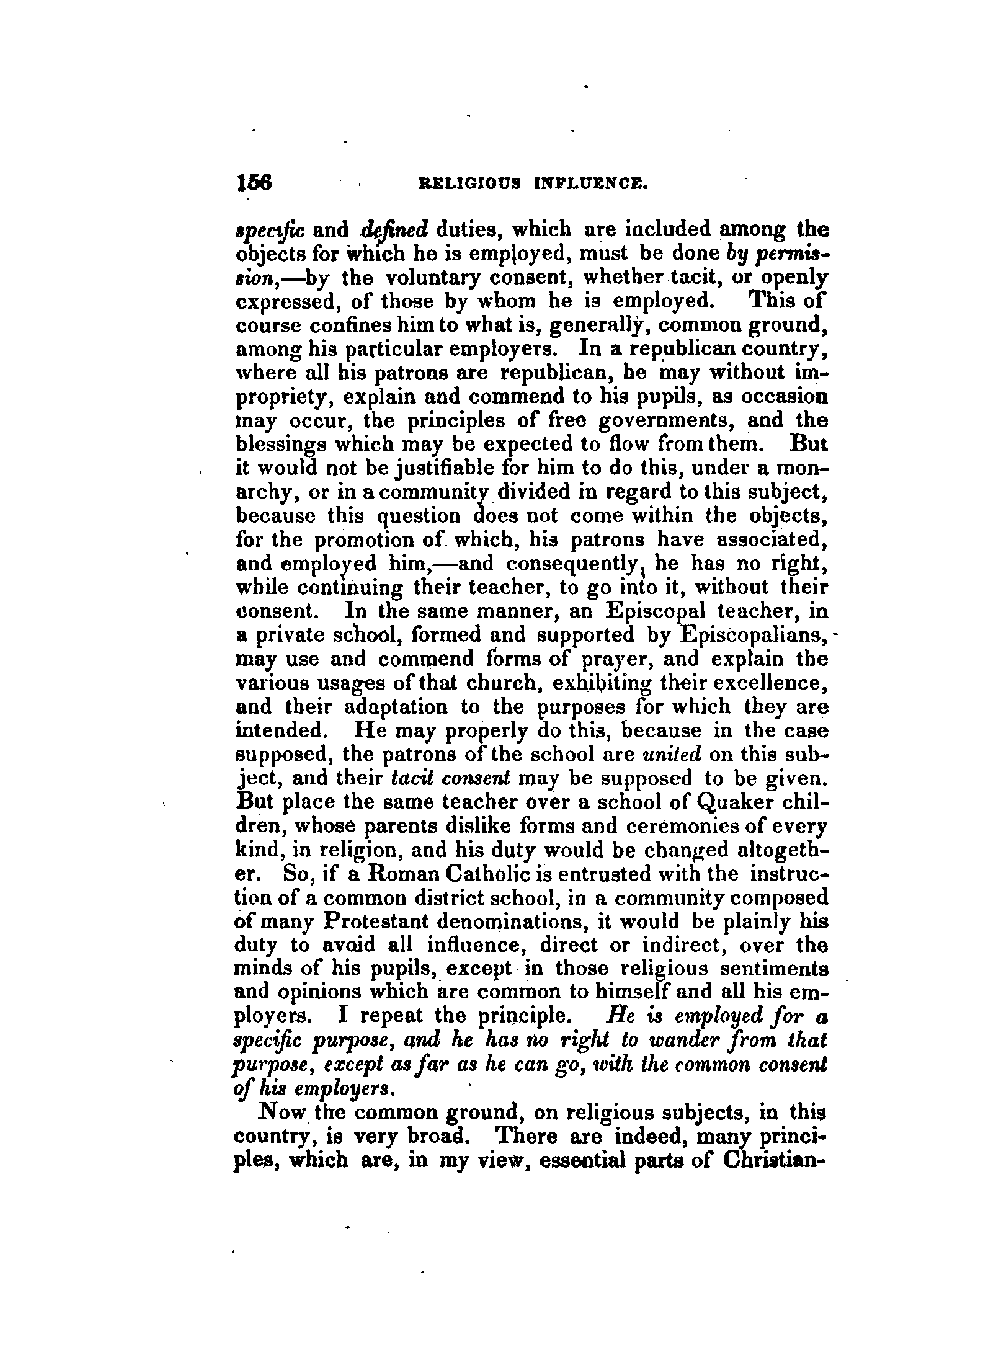 156 RELIGIOUS INFLUENCE.
specific and defined duties, which are included among the
objects for which he is employed, must be done by permis-
sion,—by the voluntary consent, whether tacit, or openly
expressed, of those by whom he is employed. This of
course confines him to what is, generally, common ground,
among his particular employers. In a republican country,
where all his patrons are republican, he may without im-
propriety, explain and commend to his pupils, as occasion
may occur, the principles of free governments, and the
blessings which may be expected to flow from them. But
it would not be justifiable for him to do this, under a mon-
archy, or in a community divided in regard to this subject,
because this question does not come within the objects,
for the promotion of which, his patrons have associated,
and employed him,—and consequently, he has no right,
while continuing their teacher, to go into it, without their
consent. In the same manner, an Episcopal teacher, in
a private school, formed and supported by Episcopalians,
may use and commend forms of prayer, and explain the
various usages of that church, exhibiting their excellence,
and their adaptation to the purposes for which they are
intended. He may properly do this, because in the case
supposed, the patrons of the school are united on this sub-
ject, and their tacit consent may be supposed to be given.
But place the same teacher over a school of Quaker chil-
dren, whose parents dislike forms and ceremonies of every
kind, in religion, and his duty would be changed altogeth-
er. So, if a Roman Catholic is entrusted with the instruc-
tion of a common district school, in a community composed
of many Protestant denominations, it would be plainly his
duty to avoid all influence, direct or indirect, over the
minds of his pupils, except in those religious sentiments
and opinions which are common to himself and all his em-
ployers. I repeat the principle. He is employed for a
specific purpose, and he has no right to wander from that
purpose, except as far as he can go, with the common consent
of his employers.
Now the common ground, on religious subjects, in this
country, is very broad. There are indeed, many princi-
ples, which are, in my view, essential parts of Christian-